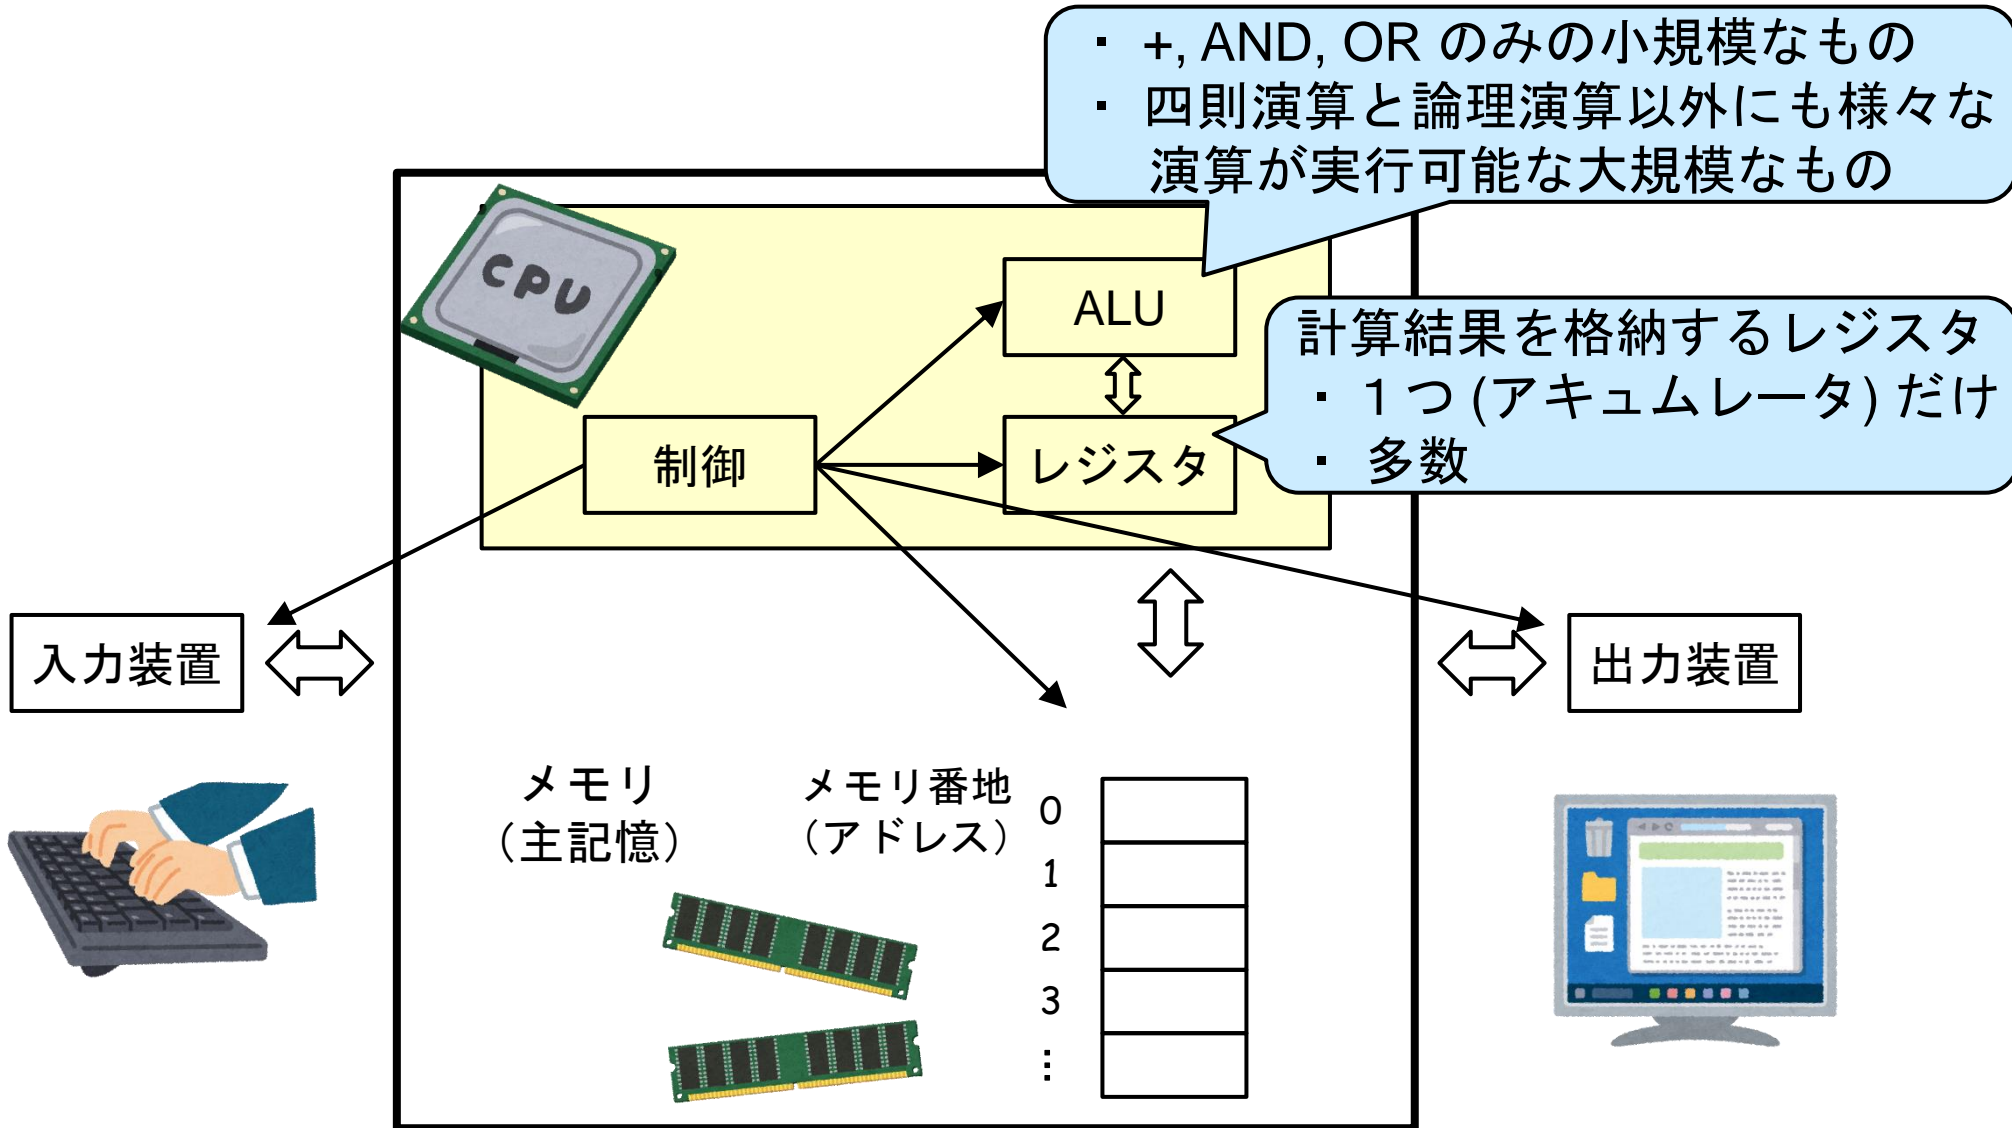 ・ +, AND, OR のみの小規模なもの
・ 四則演算と論理演算以外にも様々な
演算が実行可能な大規模なもの
CPU
ALU
計算結果を格納するレジスタ
・ １つ (アキュムレータ) だけ
・ 多数
制御
レジスタ
入力装置
出力装置
メモリ
（主記憶）
メモリ番地
（アドレス）
0
1
2
3
⋮